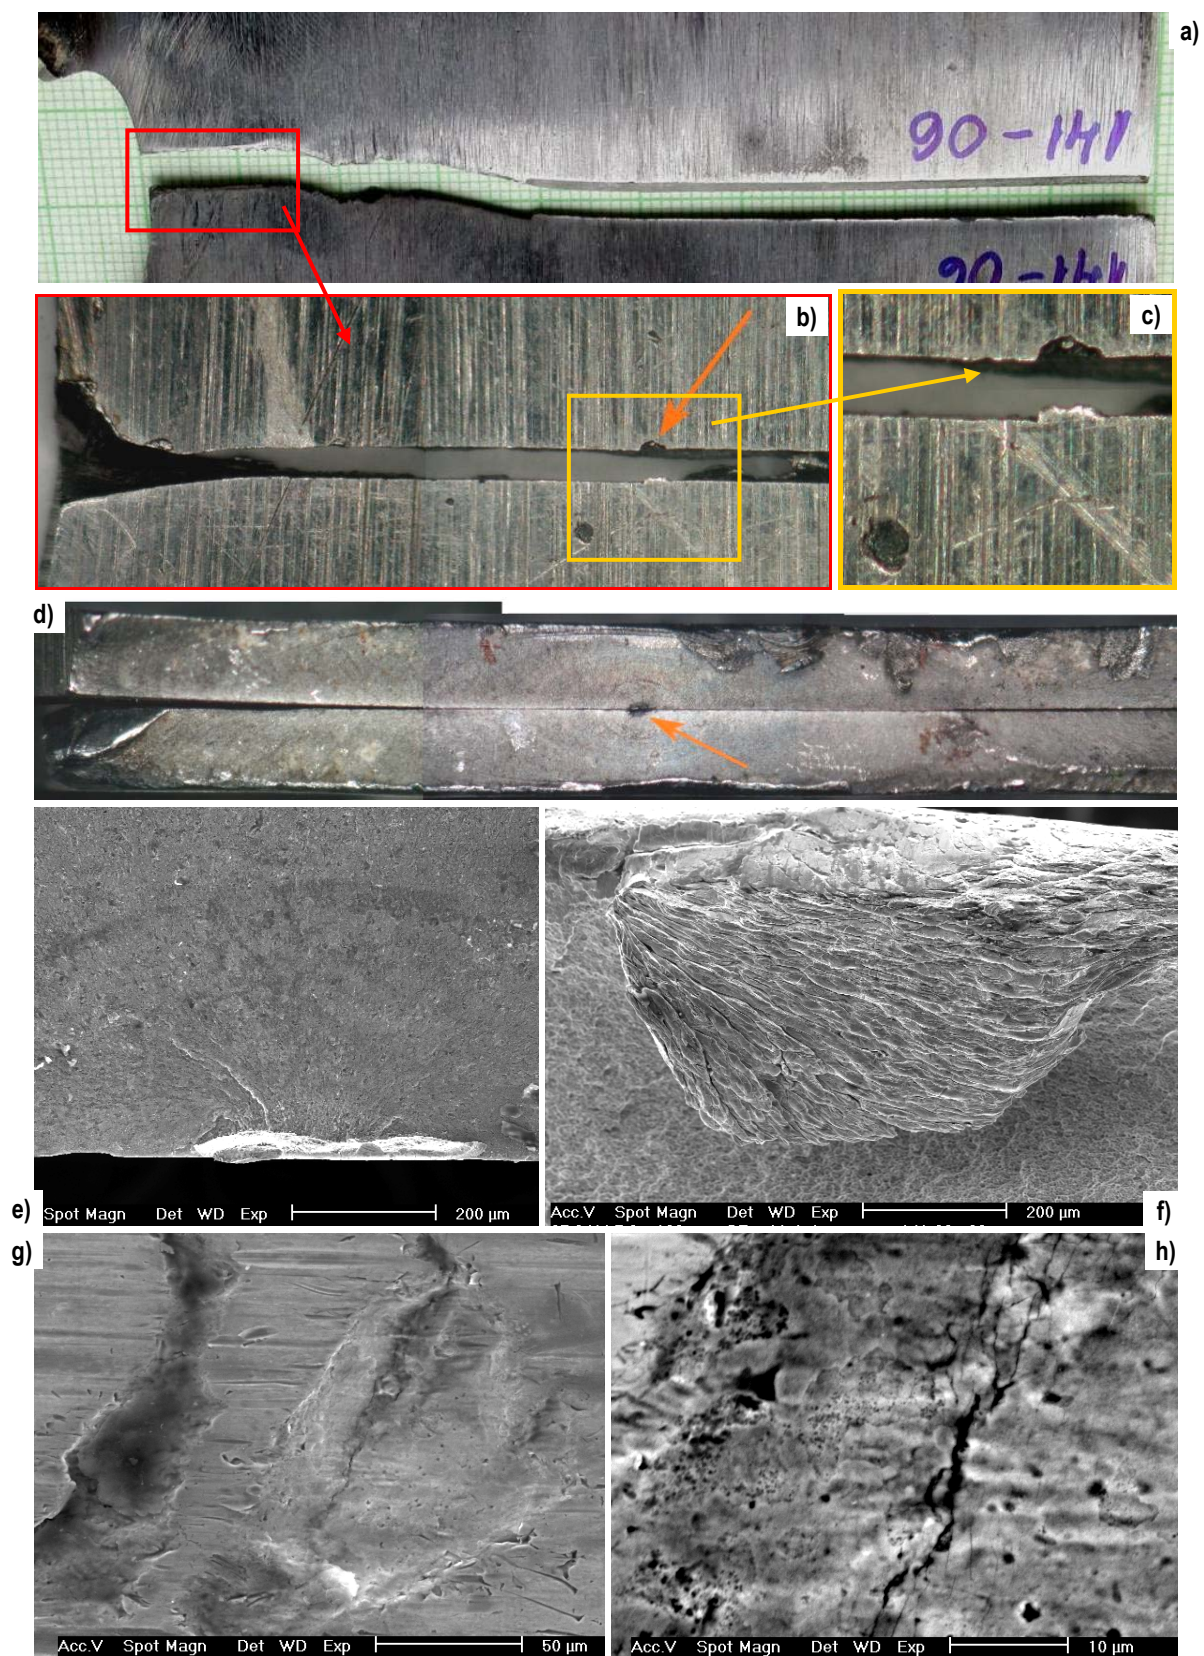 a)
90-141
90-141
b)
c)
d)
e)
Spot Magn Det WD Exp 200 µm
f)
Acc.V Spot Magn Det WD Exp 200 µm
g)
Acc.V Spot Magn Det WD Exp 50 µm
h)
Acc.V Spot Magn Det WD Exp 10 µm